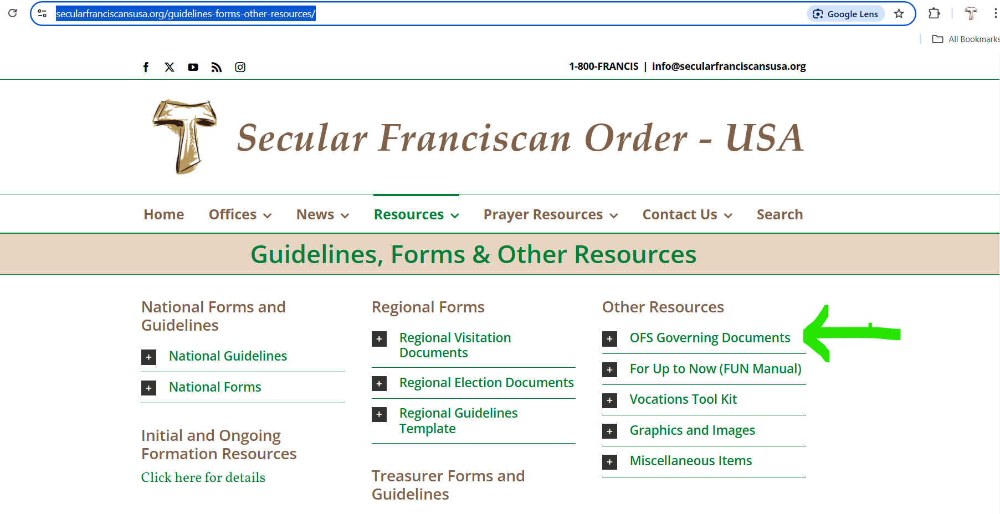 secularfranciscansusa.org/guidelines-forms-other-resources/
Google Lens
All Bookmarks
1-800-FRANCIS | info@secularfranciscansusa.org
Secular Franciscan Order - USA
Home
Offices
News
Resources
Prayer Resources
Contact Us
Search
Guidelines, Forms & Other Resources
National Forms and
Guidelines
National Guidelines
National Forms
Initial and Ongoing
Formation Resources
Click here for details
Regional Forms
Regional Visitation
Documents
Regional Election Documents
Regional Guidelines
Template
Treasurer Forms and
Guidelines
Other Resources
OFS Governing Documents
For Up to Now (FUN Manual)
Vocations Tool Kit
Graphics and Images
Miscellaneous Items